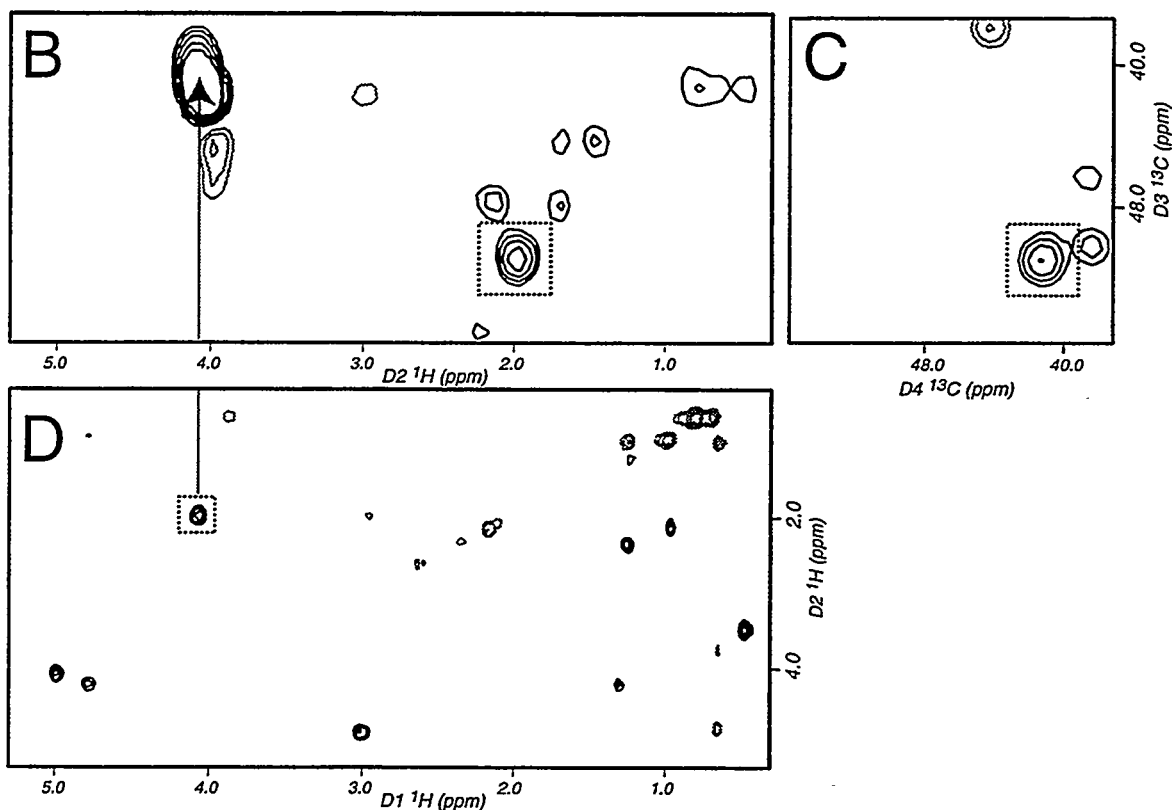 B
C
40.0
48.0
D3 ¹³C (ppm)
5.0 4.0 3.0 2.0 1.0
D2 ¹H (ppm)
48.0 40.0
D4 ¹³C (ppm)
D
2.0
4.0
D2 ¹H (ppm)
5.0 4.0 3.0 2.0 1.0
D1 ¹H (ppm)